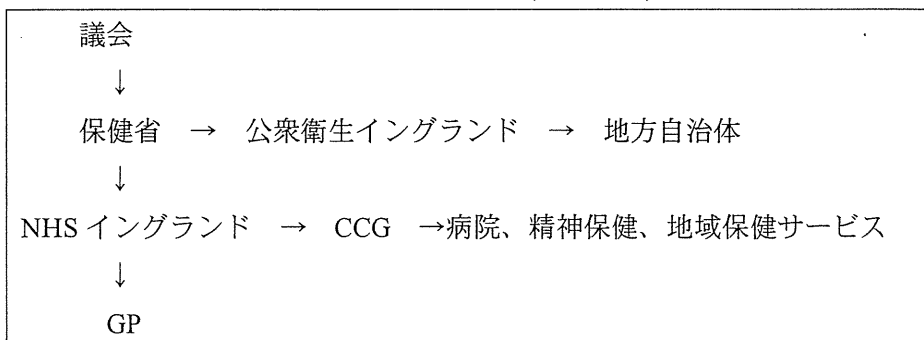 議会
↓
保健省 → 公衆衛生イングランド → 地方自治体
↓
NHS イングランド → CCG →病院、精神保健、地域保健サービス
↓
GP